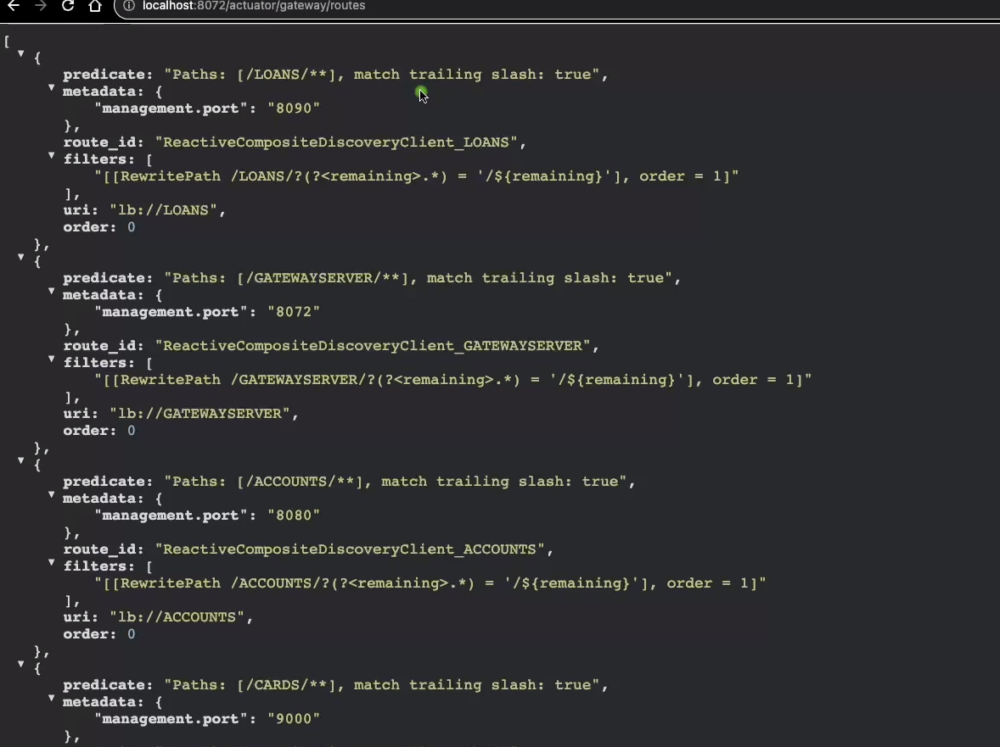 localhost:8072/actuator/gateway/routes
[
{
predicate: "Paths: [/LOANS/**], match trailing slash: true",
metadata: {
"management.port": "8090"
},
route_id: "ReactiveCompositeDiscoveryClient_LOANS",
filters: [
"[[RewritePath /LOANS/?(?<remaining>.*) = '/${remaining}'], order = 1]"
],
uri: "lb://LOANS",
order: 0
},
{
predicate: "Paths: [/GATEWAYSERVER/**], match trailing slash: true",
metadata: {
"management.port": "8072"
},
route_id: "ReactiveCompositeDiscoveryClient_GATEWAYSERVER",
filters: [
"[[RewritePath /GATEWAYSERVER/?(?<remaining>.*) = '/${remaining}'], order = 1]"
],
uri: "lb://GATEWAYSERVER",
order: 0
},
{
predicate: "Paths: [/ACCOUNTS/**], match trailing slash: true",
metadata: {
"management.port": "8080"
},
route_id: "ReactiveCompositeDiscoveryClient_ACCOUNTS",
filters: [
"[[RewritePath /ACCOUNTS/?(?<remaining>.*) = '/${remaining}'], order = 1]"
],
uri: "lb://ACCOUNTS",
order: 0
},
{
predicate: "Paths: [/CARDS/**], match trailing slash: true",
metadata: {
"management.port": "9000"
},